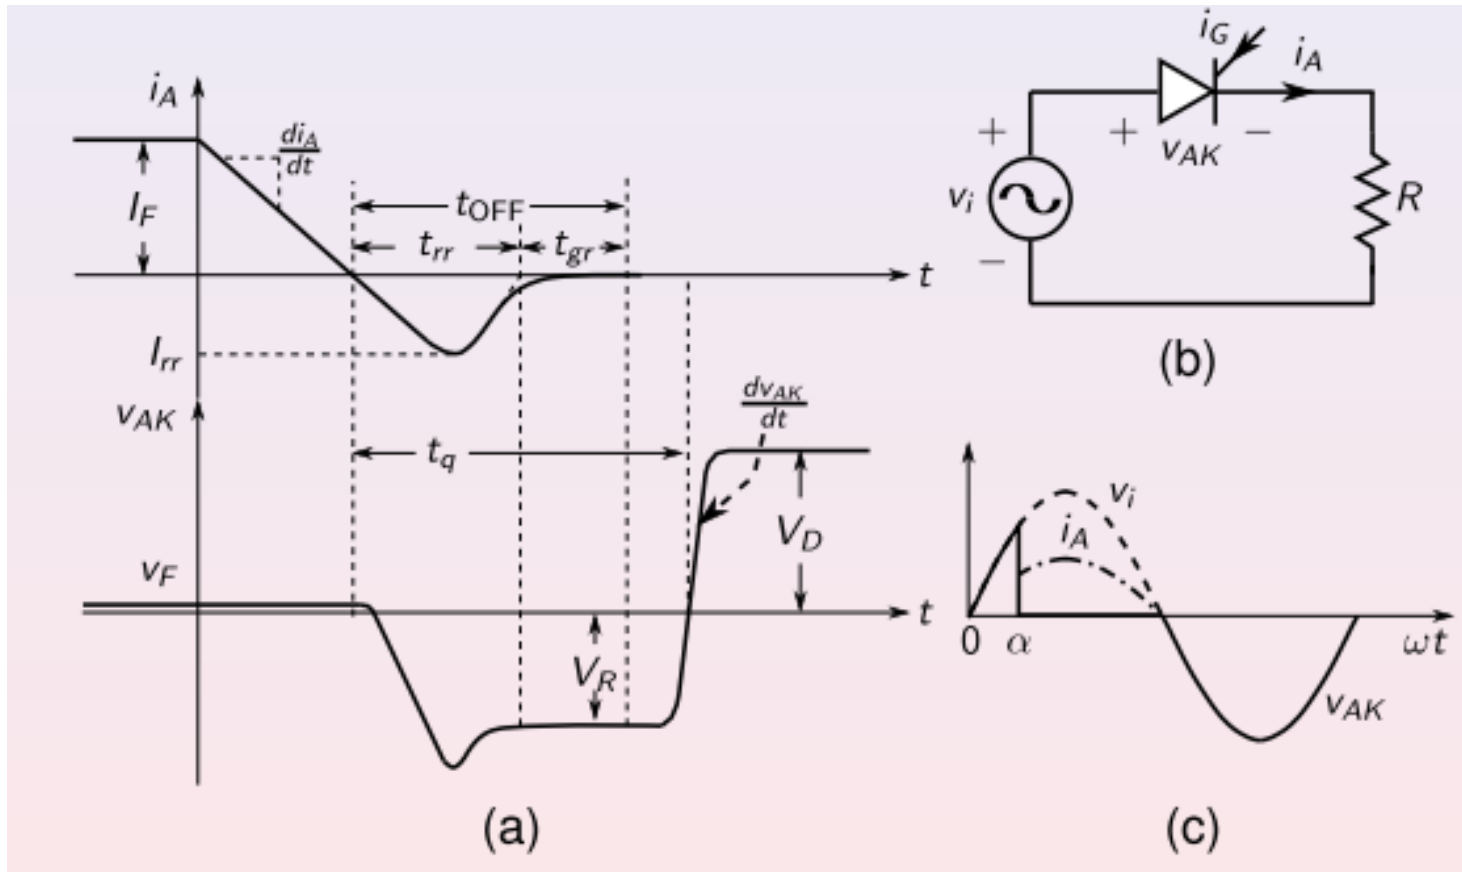 i_A
di_A/dt
I_F
t_OFF
t_rr
t_gr
t
I_rr
v_AK
dv_AK/dt
t_q
V_D
v_F
t
V_R
(a)
i_G
i_A
+
+
−
v_AK
v_i
R
−
(b)
v_i
i_A
0
α
ωt
v_AK
(c)